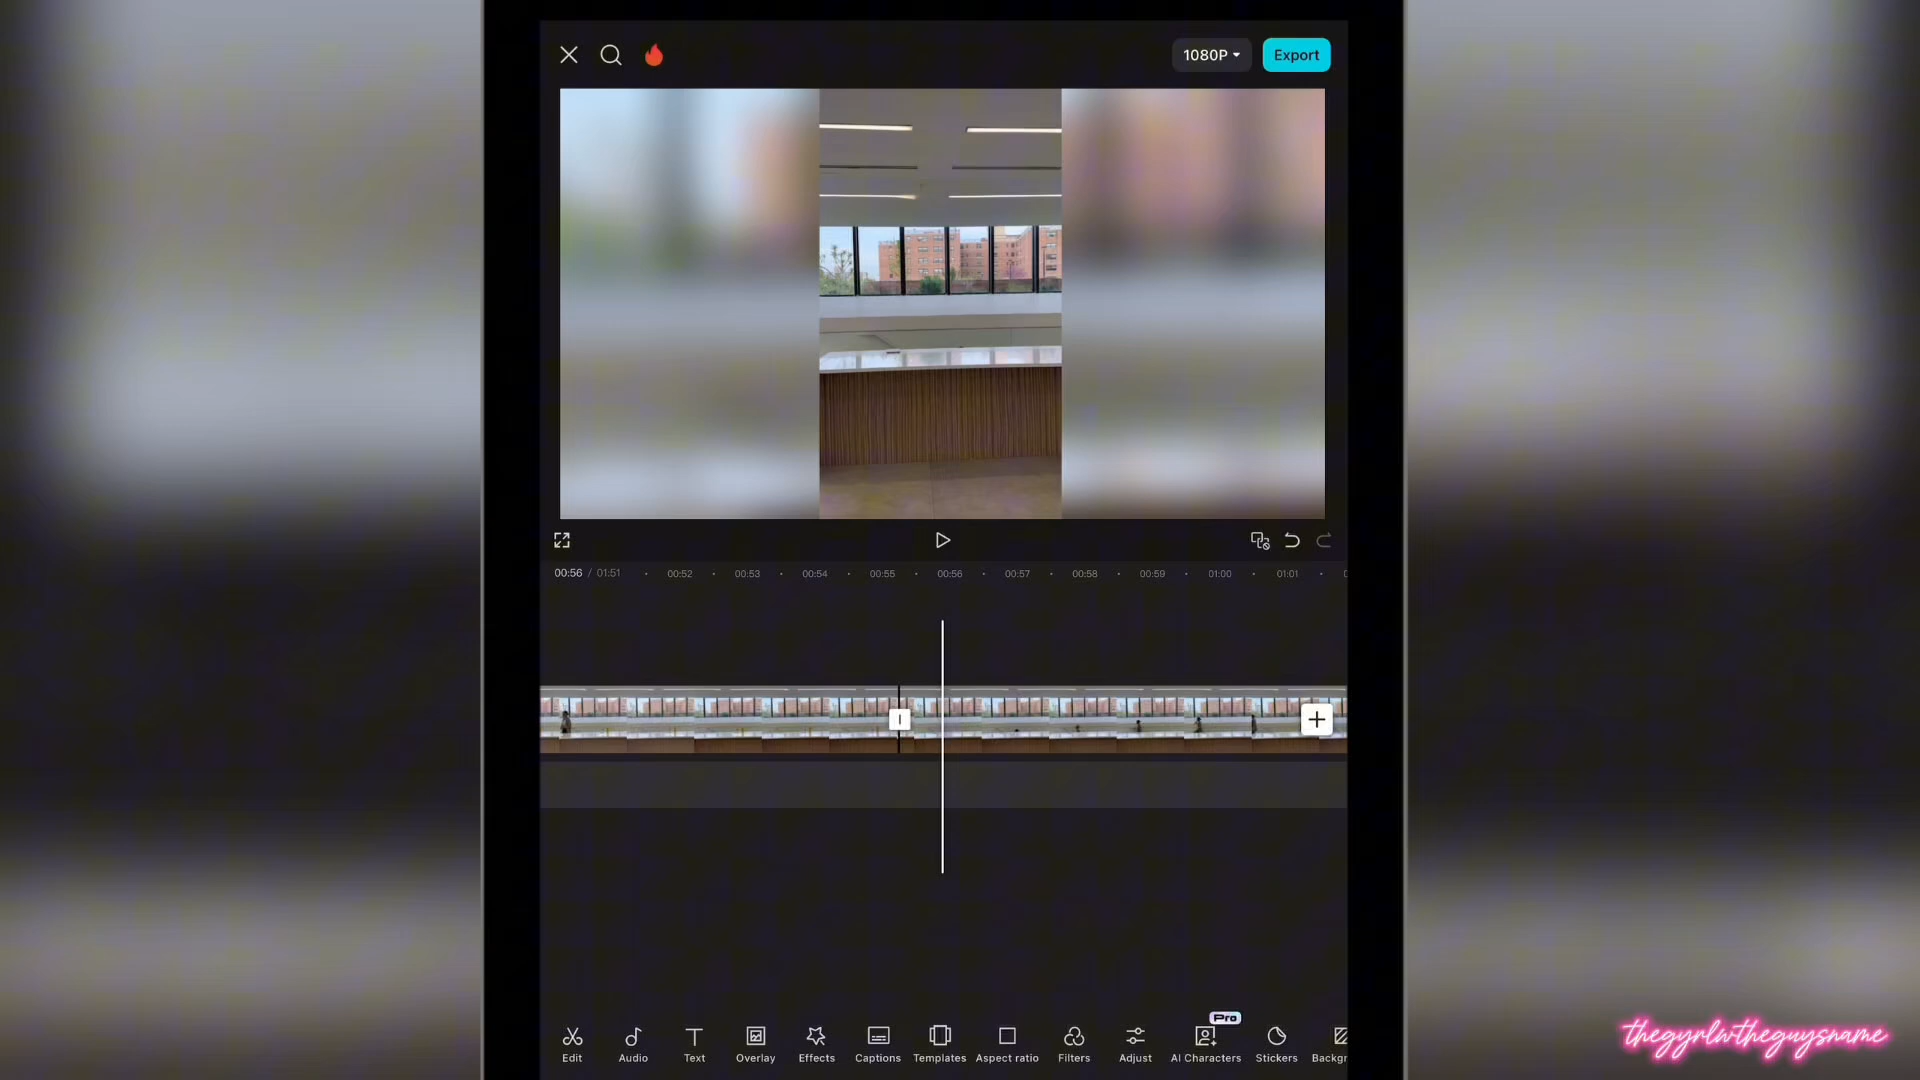 1080P
Export
00:56 / 01:51 00:52 00:53 00:54 00:55 00:56 00:57 00:58 00:59 01:00 01:01
Pro
Edit Audio Text Overlay Effects Captions Templates Aspect ratio Filters Adjust AI Characters Stickers Backgr
thegyrlwtheguysname